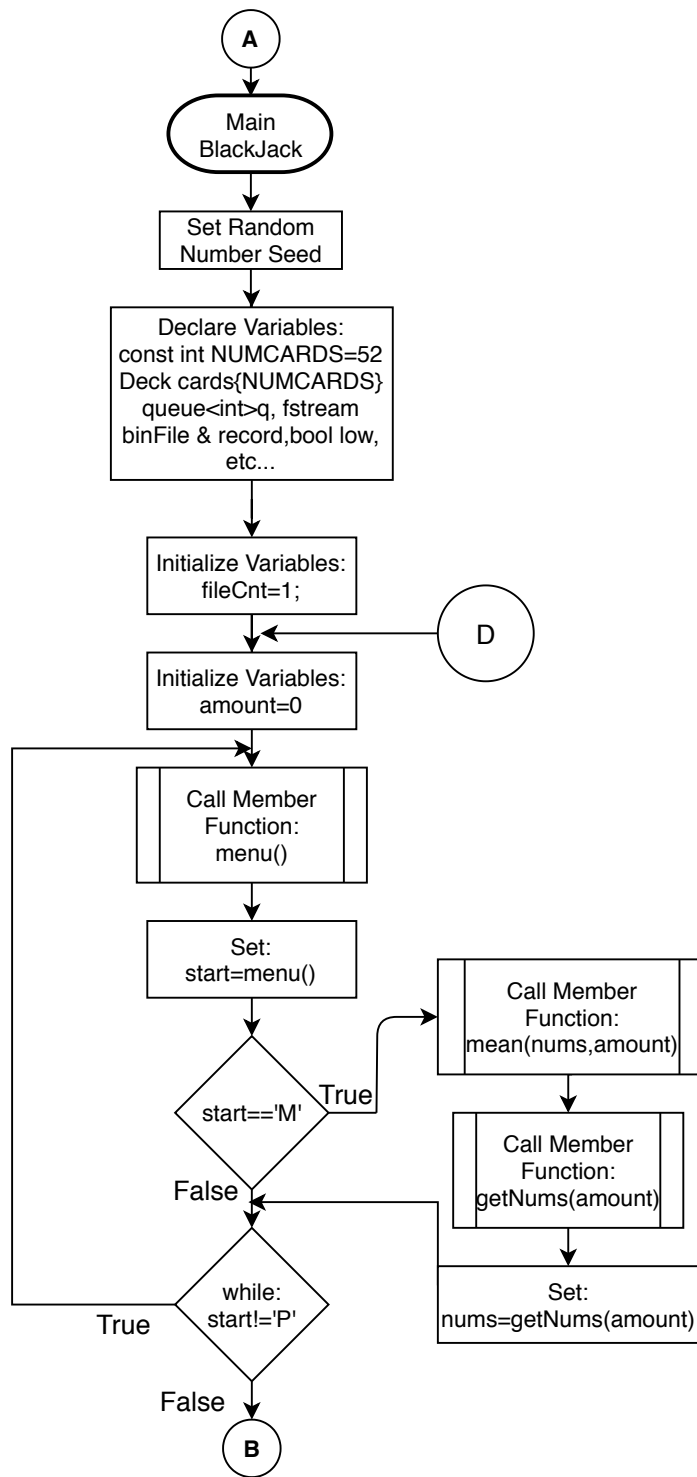 A
Main
BlackJack
Set Random
Number Seed
Declare Variables:
const int NUMCARDS=52
Deck cards{NUMCARDS}
queue<int>q, fstream
binFile & record,bool low,
etc...
Initialize Variables:
fileCnt=1;
D
Initialize Variables:
amount=0
Call Member
Function:
menu()
Set:
start=menu()
start=='M'
True
Call Member
Function:
mean(nums,amount)
Call Member
Function:
getNums(amount)
Set:
nums=getNums(amount)
False
while:
start!='P'
True
False
B